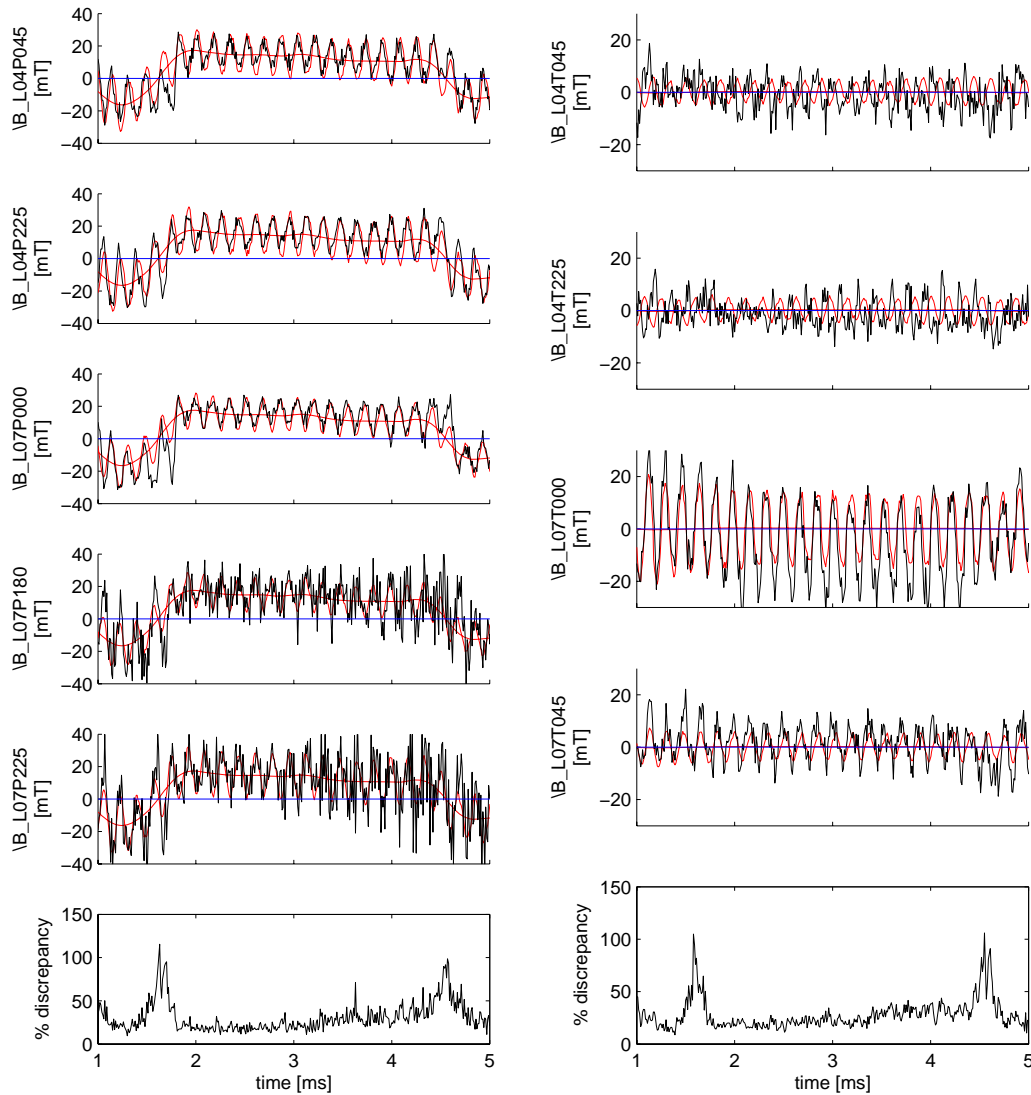 \B_L04P045
[mT]
40
20
0
−20
−40
\B_L04P225
[mT]
40
20
0
−20
−40
\B_L07P000
[mT]
40
20
0
−20
−40
\B_L07P180
[mT]
40
20
0
−20
−40
\B_L07P225
[mT]
40
20
0
−20
−40
% discrepancy
150
100
50
0
1 2 3 4 5
time [ms]
\B_L04T045
[mT]
20
0
−20
\B_L04T225
[mT]
20
0
−20
\B_L07T000
[mT]
20
0
−20
\B_L07T045
[mT]
20
0
−20
% discrepancy
150
100
50
0
1 2 3 4 5
time [ms]